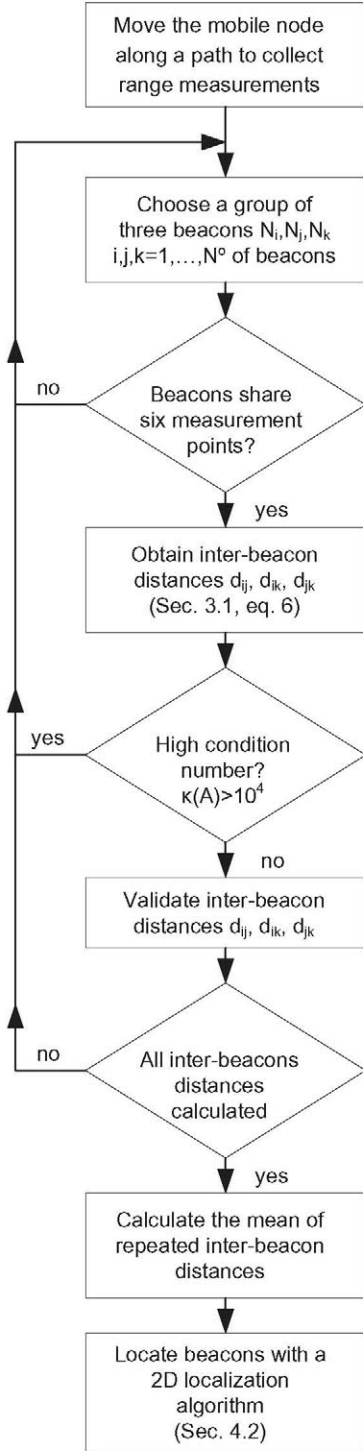 Move the mobile node
along a path to collect
range measurements
Choose a group of
three beacons Nᵢ,Nⱼ,Nₖ
i,j,k=1,…,Nº of beacons
no
Beacons share
six measurement
points?
yes
Obtain inter-beacon
distances dᵢⱼ, dᵢₖ, dⱼₖ
(Sec. 3.1, eq. 6)
yes
High condition
number?
κ(A)>10⁴
no
Validate inter-beacon
distances dᵢⱼ, dᵢₖ, dⱼₖ
no
All inter-beacons
distances
calculated
yes
Calculate the mean of
repeated inter-beacon
distances
Locate beacons with a
2D localization
algorithm
(Sec. 4.2)